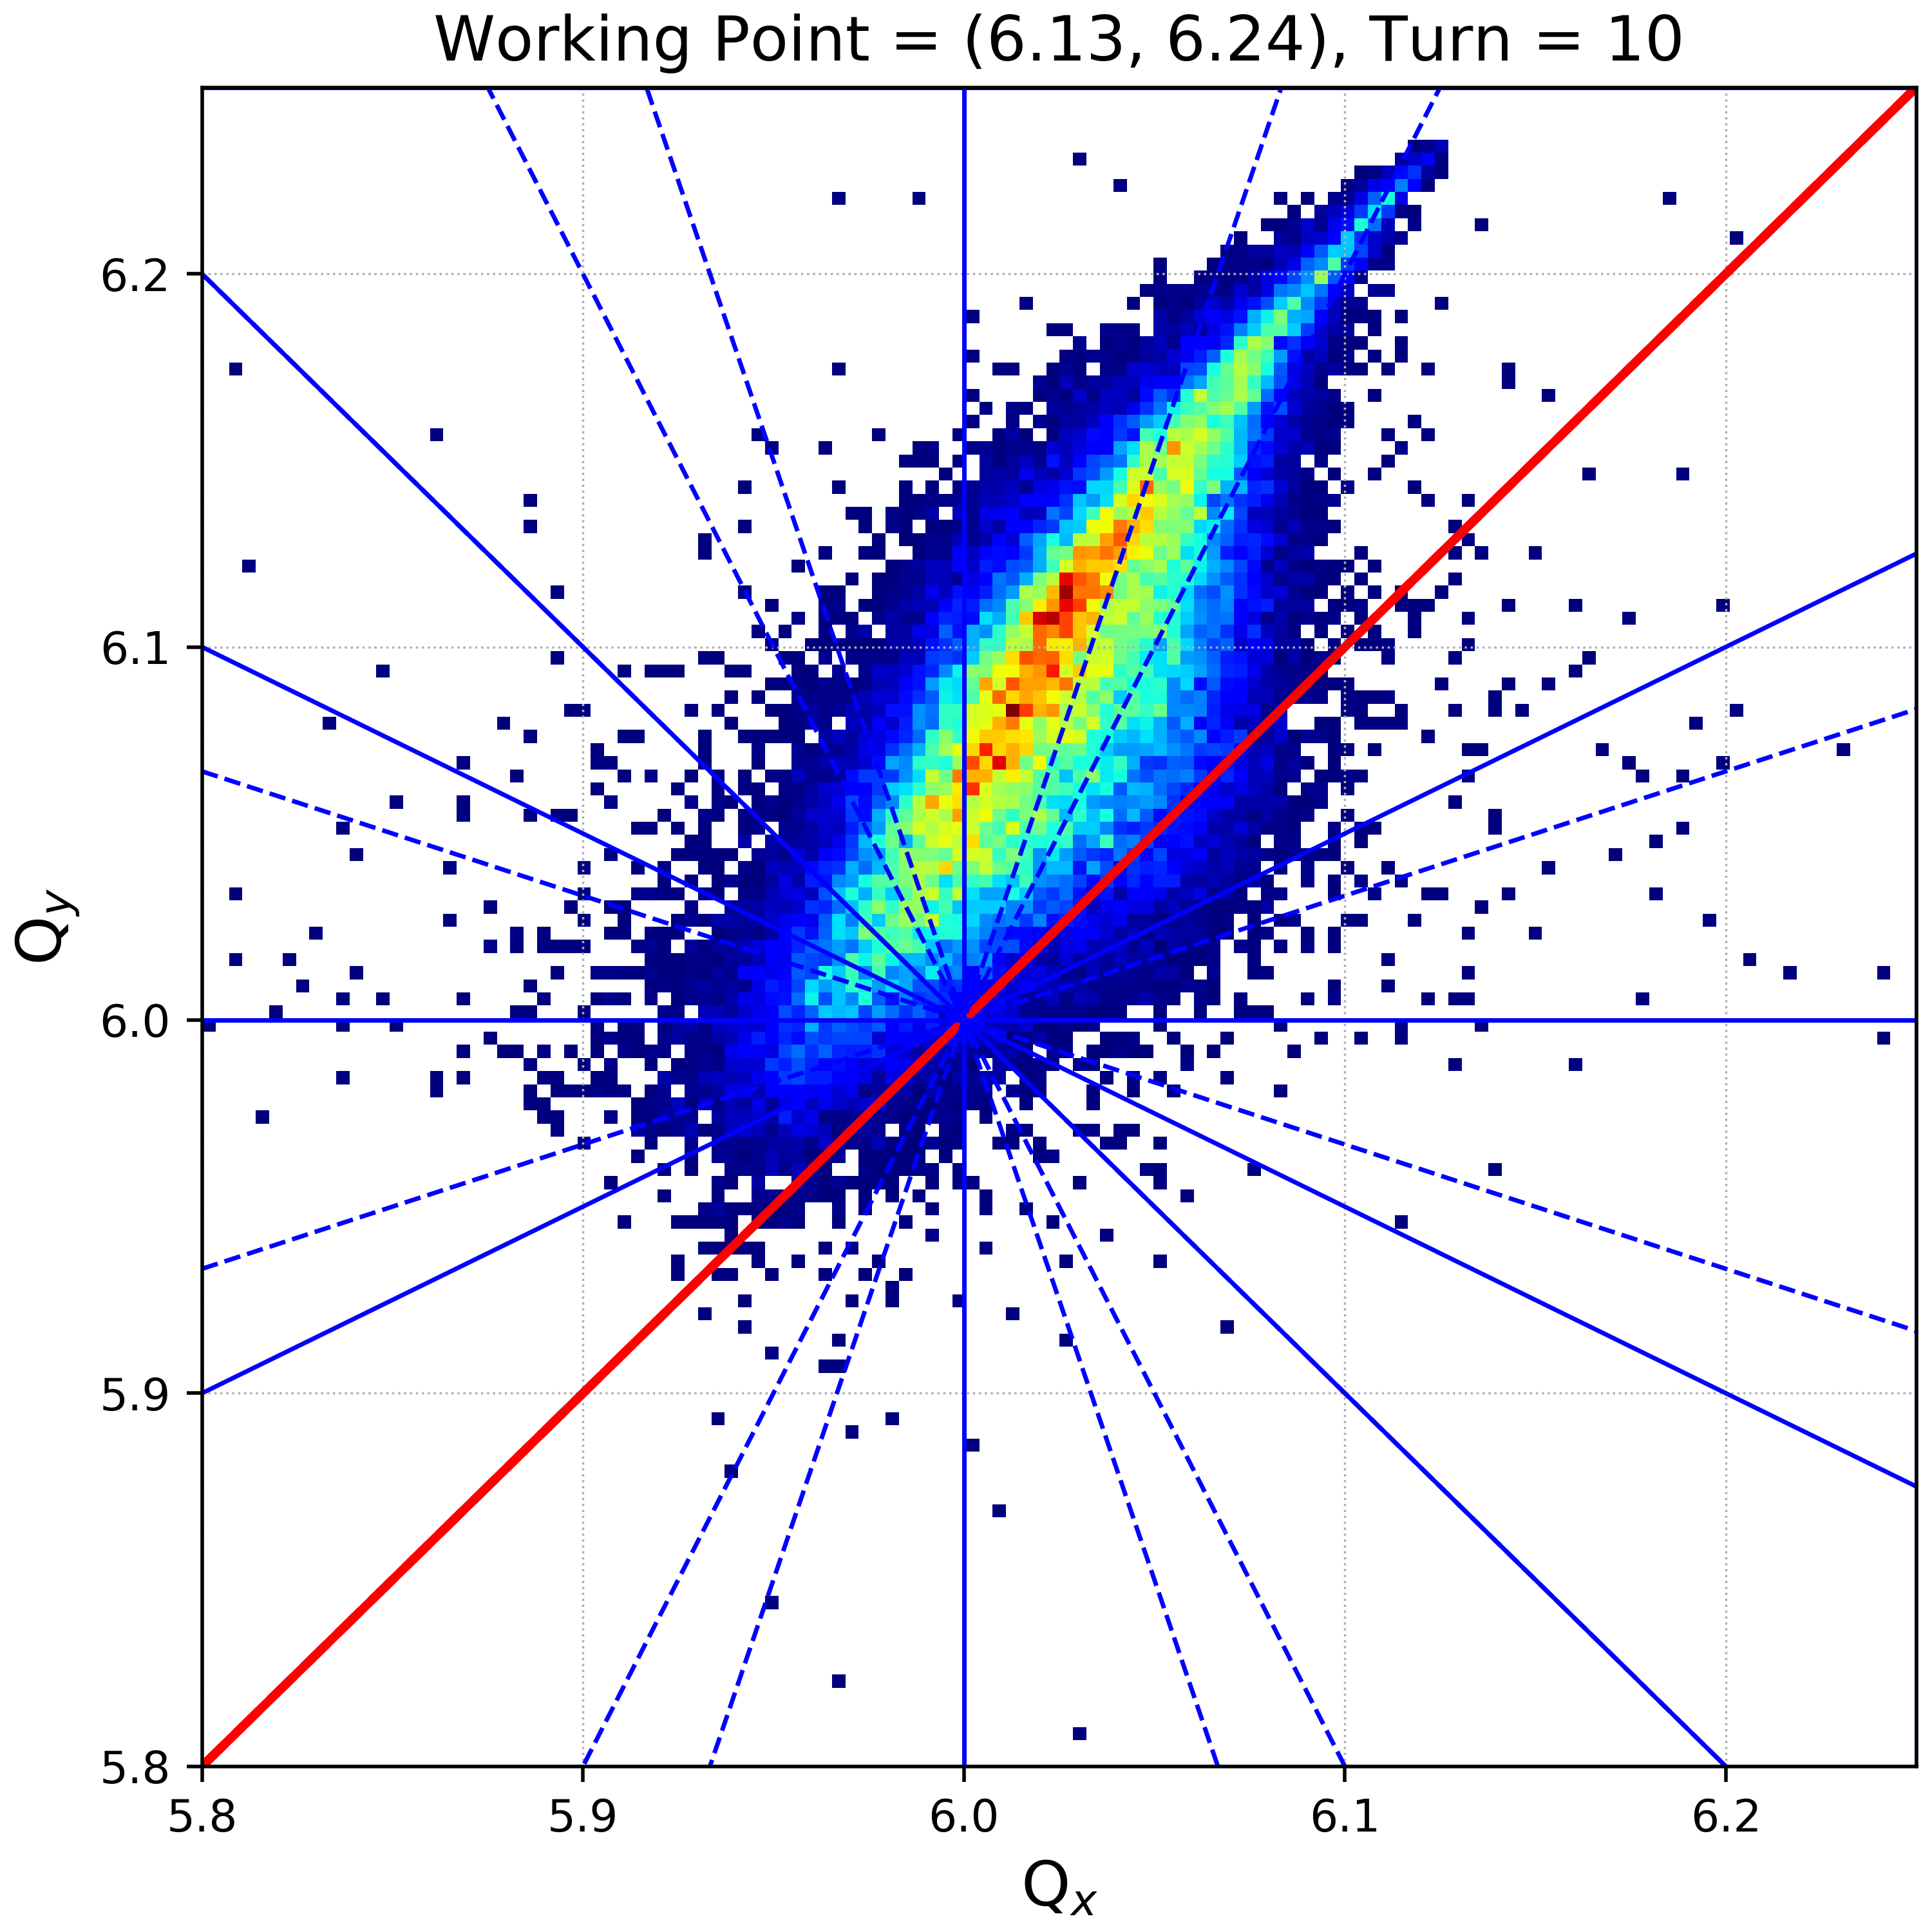 Working Point = (6.13, 6.24), Turn = 10
Qy
6.2
6.1
6.0
5.9
5.8
5.8 5.9 6.0 6.1 6.2
Qx